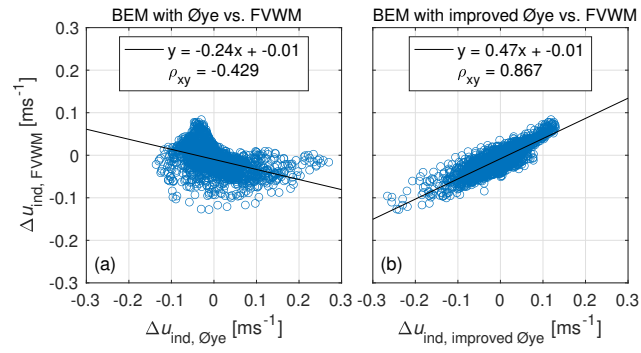 BEM with Øye vs. FVWM
y = -0.24x + -0.01
ρxy = -0.429
0.3
0.2
0.1
0
-0.1
-0.2
-0.3
Δuind, FVWM [ms-1]
(a)
-0.3 -0.2 -0.1 0 0.1 0.2 0.3
Δuind, Øye [ms-1]
BEM with improved Øye vs. FVWM
y = 0.47x + -0.01
ρxy = 0.867
(b)
-0.3 -0.2 -0.1 0 0.1 0.2 0.3
Δuind, improved Øye [ms-1]